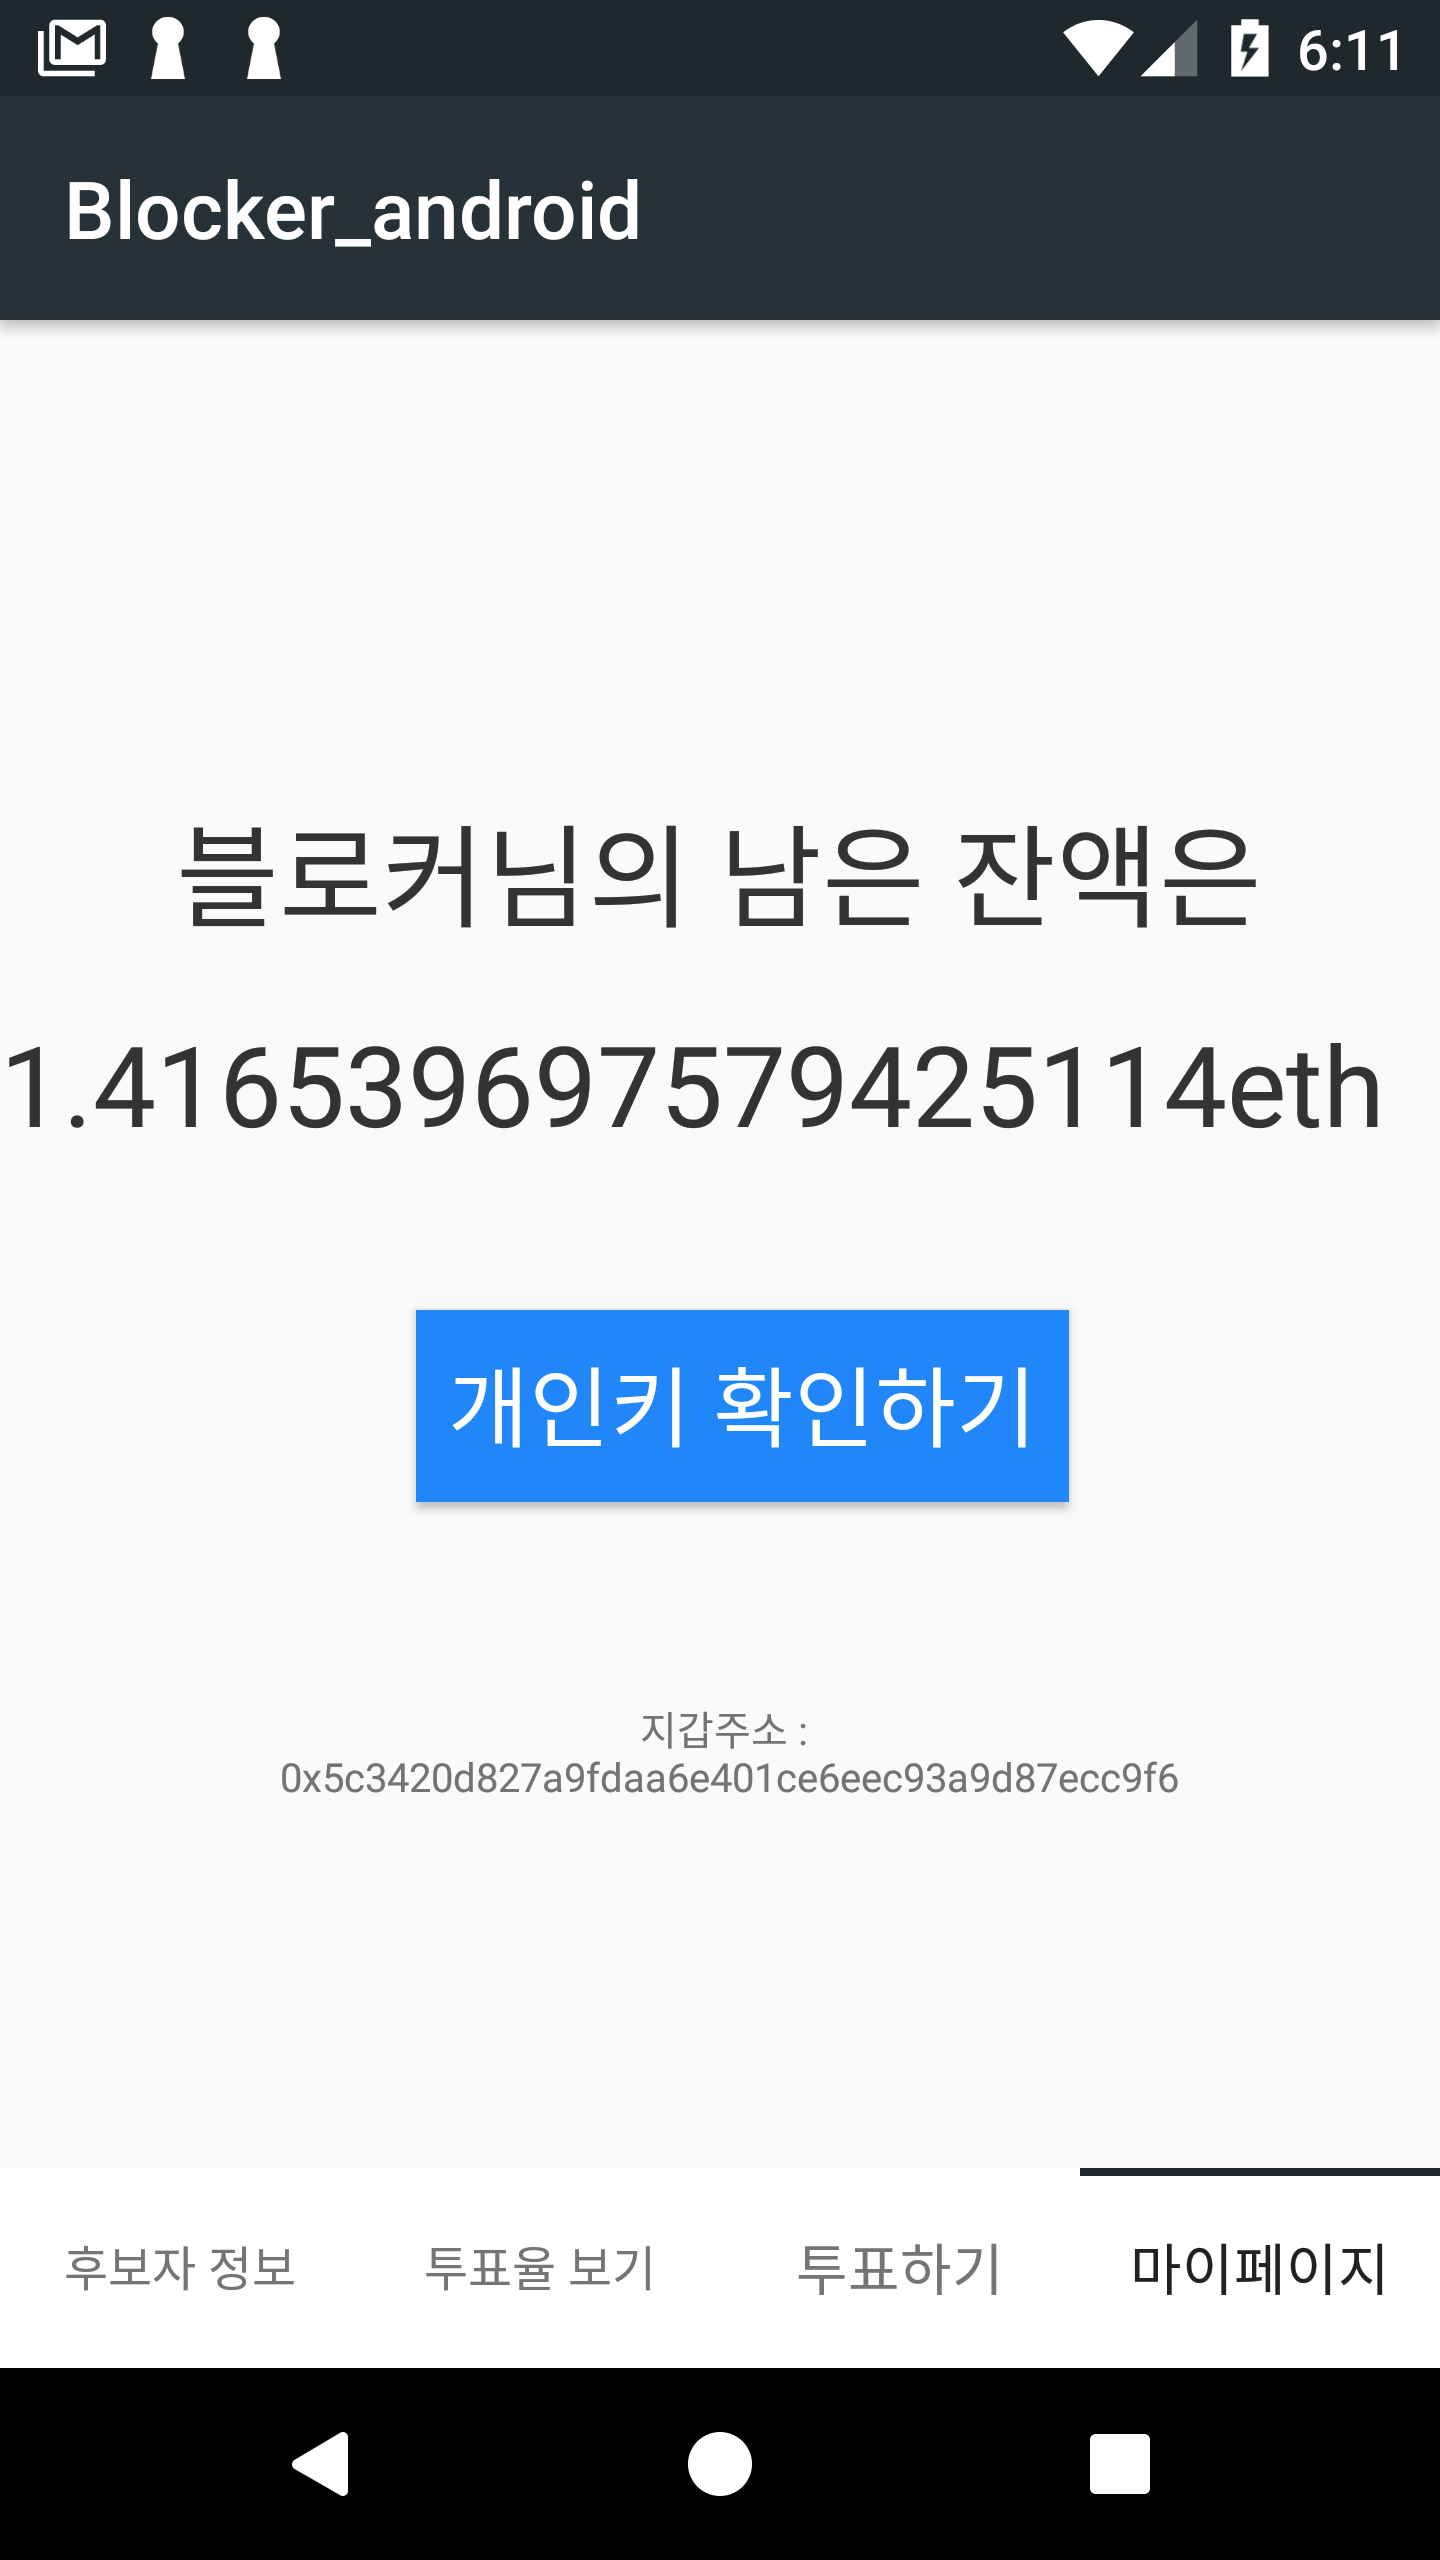 6:11
Blocker_android
블로커님의 남은 잔액은
1.416539697579425114eth
개인키 확인하기
지갑주소 :
0x5c3420d827a9fdaa6e401ce6eec93a9d87ecc9f6
후보자 정보 투표율 보기 투표하기 마이페이지